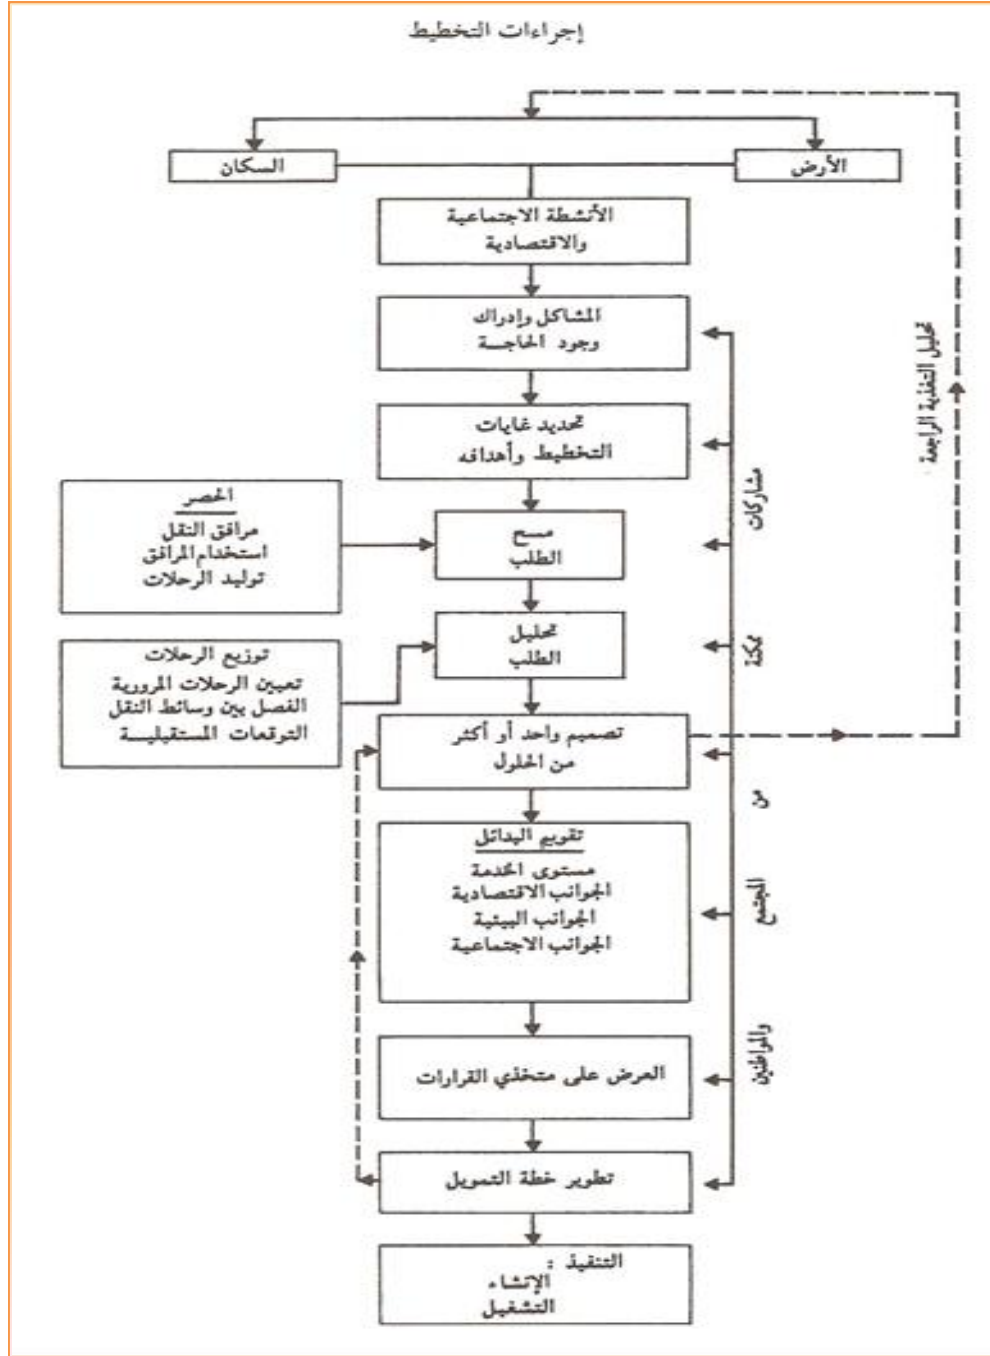 إجراءات التخطيط
الأرض
السكان
الأنشطة الاجتماعية
والاقتصادية
المشاكل وإدراك
وجود الحاجــة
تحديد غايات
التخطيط وأهدافه
الحصر
مرافق النقل
استخدام المرافق
توليد الرحلات
مسح
الطلب
تحليل
الطلب
توزيع الرحلات
تعيين الرحلات المرورية
الفصل بين وسائط النقل
التوقعات المستقبليــة
تصميم واحد أو أكثر
من الحلول
تقويم البدائل
مستوى الخدمة
الجوانب الاقتصادية
الجوانب البيئية
الجوانب الاجتماعية
العرض على متخذي القرارات
تطوير خطة التمويل
التنفيذ :
الإنشاء
التشغيل
مشاركات
ممكنة
من
المجتمع
والمواطنين
تحليل التغذية الراجعة